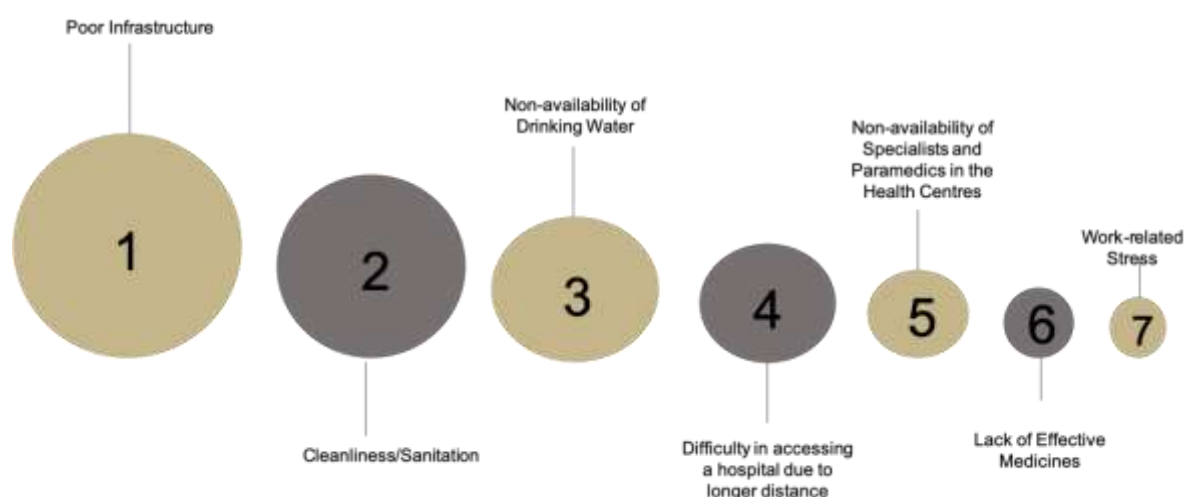 Poor Infrastructure
1
Cleanliness/Sanitation
2
Non-availability of
Drinking Water
3
Difficulty in accessing
a hospital due to
longer distance
4
Non-availability of
Specialists and
Paramedics in the
Health Centres
5
Lack of Effective
Medicines
6
Work-related
Stress
7